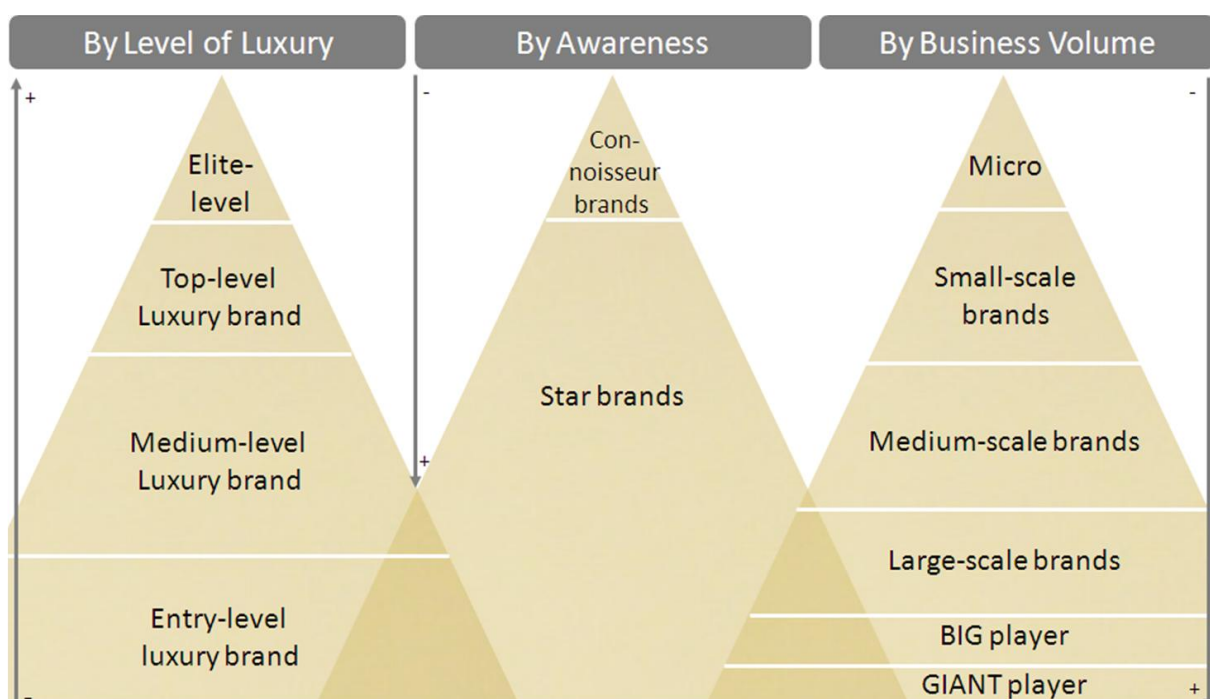 By Level of Luxury
By Awareness
By Business Volume
+
Elite-
level
Top-level
Luxury brand
Medium-level
Luxury brand
Entry-level
luxury brand
-
-
Con-
noisseur
brands
Star brands
+
-
Micro
Small-scale
brands
Medium-scale brands
Large-scale brands
BIG player
GIANT player
+